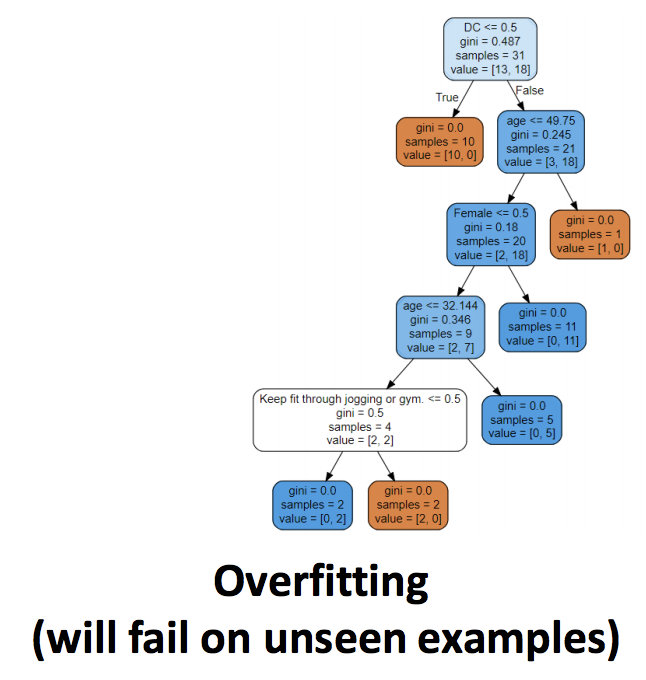 DC <= 0.5
gini = 0.487
samples = 31
value = [13, 18]
True
False
gini = 0.0
samples = 10
value = [10, 0]
age <= 49.75
gini = 0.245
samples = 21
value = [3, 18]
Female <= 0.5
gini = 0.18
samples = 20
value = [2, 18]
gini = 0.0
samples = 1
value = [1, 0]
age <= 32.144
gini = 0.346
samples = 9
value = [2, 7]
gini = 0.0
samples = 11
value = [0, 11]
Keep fit through jogging or gym. <= 0.5
gini = 0.5
samples = 4
value = [2, 2]
gini = 0.0
samples = 5
value = [0, 5]
gini = 0.0
samples = 2
value = [0, 2]
gini = 0.0
samples = 2
value = [2, 0]
Overfitting
(will fail on unseen examples)